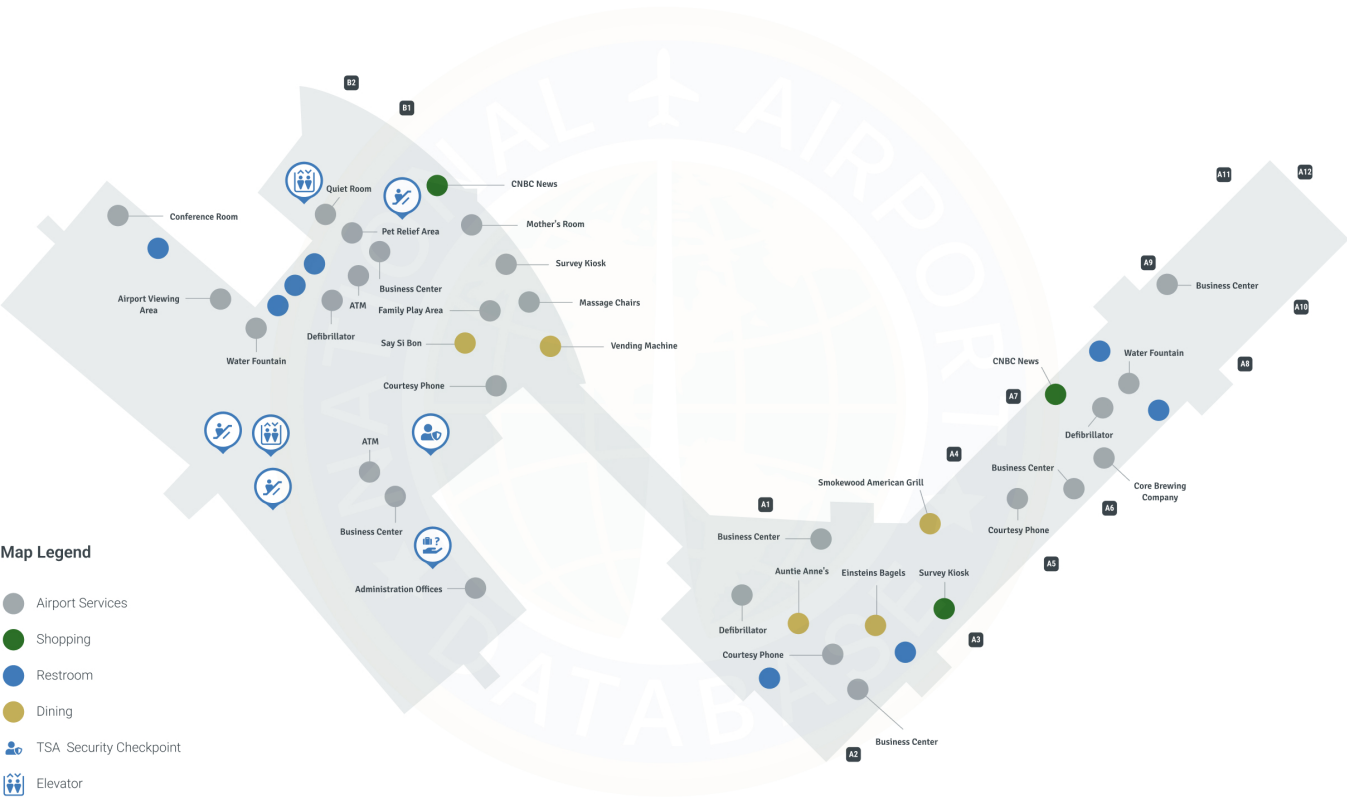 NATIONAL AIRPORT
DATABASE
B2
B1
Quiet Room
CNBC News
Conference Room
Pet Relief Area
Mother's Room
Survey Kiosk
Business Center
Airport Viewing
Area
ATM
Family Play Area
Massage Chairs
Defibrillator
Say Si Bon
Vending Machine
Water Fountain
Courtesy Phone
ATM
Business Center
?
Administration Offices
A11
A12
A9
Business Center
A10
CNBC News
Water Fountain
A8
A7
Defibrillator
A4
Business Center
Smokewood American Grill
Core Brewing
Company
A1
A6
Courtesy Phone
Business Center
A5
Auntie Anne's
Einsteins Bagels
Survey Kiosk
Defibrillator
A3
Courtesy Phone
Business Center
A2
Map Legend
Airport Services
Shopping
Restroom
Dining
TSA Security Checkpoint
Elevator